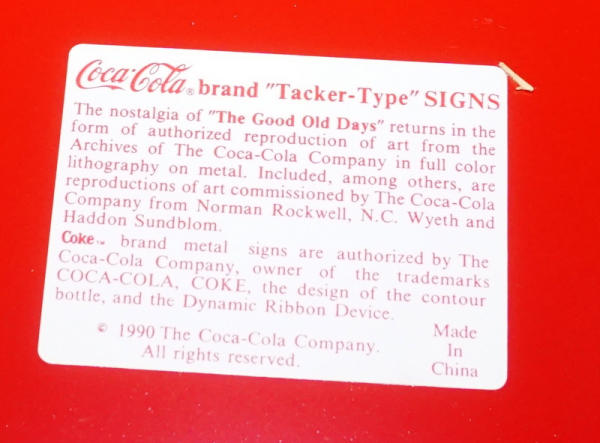 Coca-Cola® brand "Tacker-Type" SIGNS
The nostalgia of "The Good Old Days" returns in the
form of authorized reproduction of art from the
Archives of The Coca-Cola Company in full color
lithography on metal. Included, among others, are
reproductions of art commissioned by The Coca-Cola
Company from Norman Rockwell, N.C. Wyeth and
Haddon Sundblom.
Coke™ brand metal signs are authorized by The
Coca-Cola Company, owner of the trademarks
COCA-COLA, COKE, the design of the contour
bottle, and the Dynamic Ribbon Device.
© 1990 The Coca-Cola Company.
All rights reserved.
Made
In
China